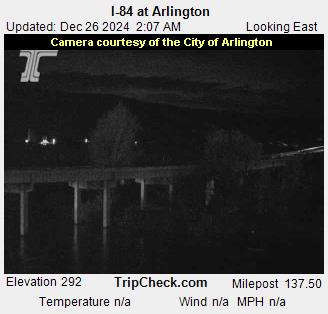 I-84 at Arlington
Updated: Dec 26 2024 2:07 AM Looking East
Camera courtesy of the City of Arlington
Elevation 292 TripCheck.com Milepost 137.50
Temperature n/a Wind n/a MPH n/a